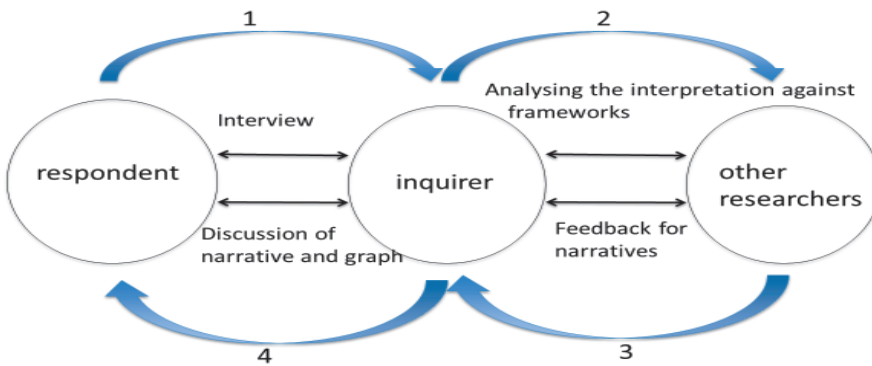 1
2
Interview
Analysing the interpretation against
frameworks
respondent
inquirer
other
researchers
Discussion of
narrative and graph
Feedback for
narratives
4
3